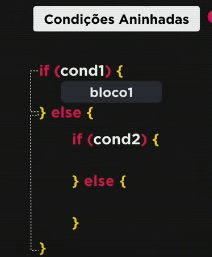 Condições Aninhadas
if (cond1) {
bloco1
} else {
if (cond2) {
} else {
}
}